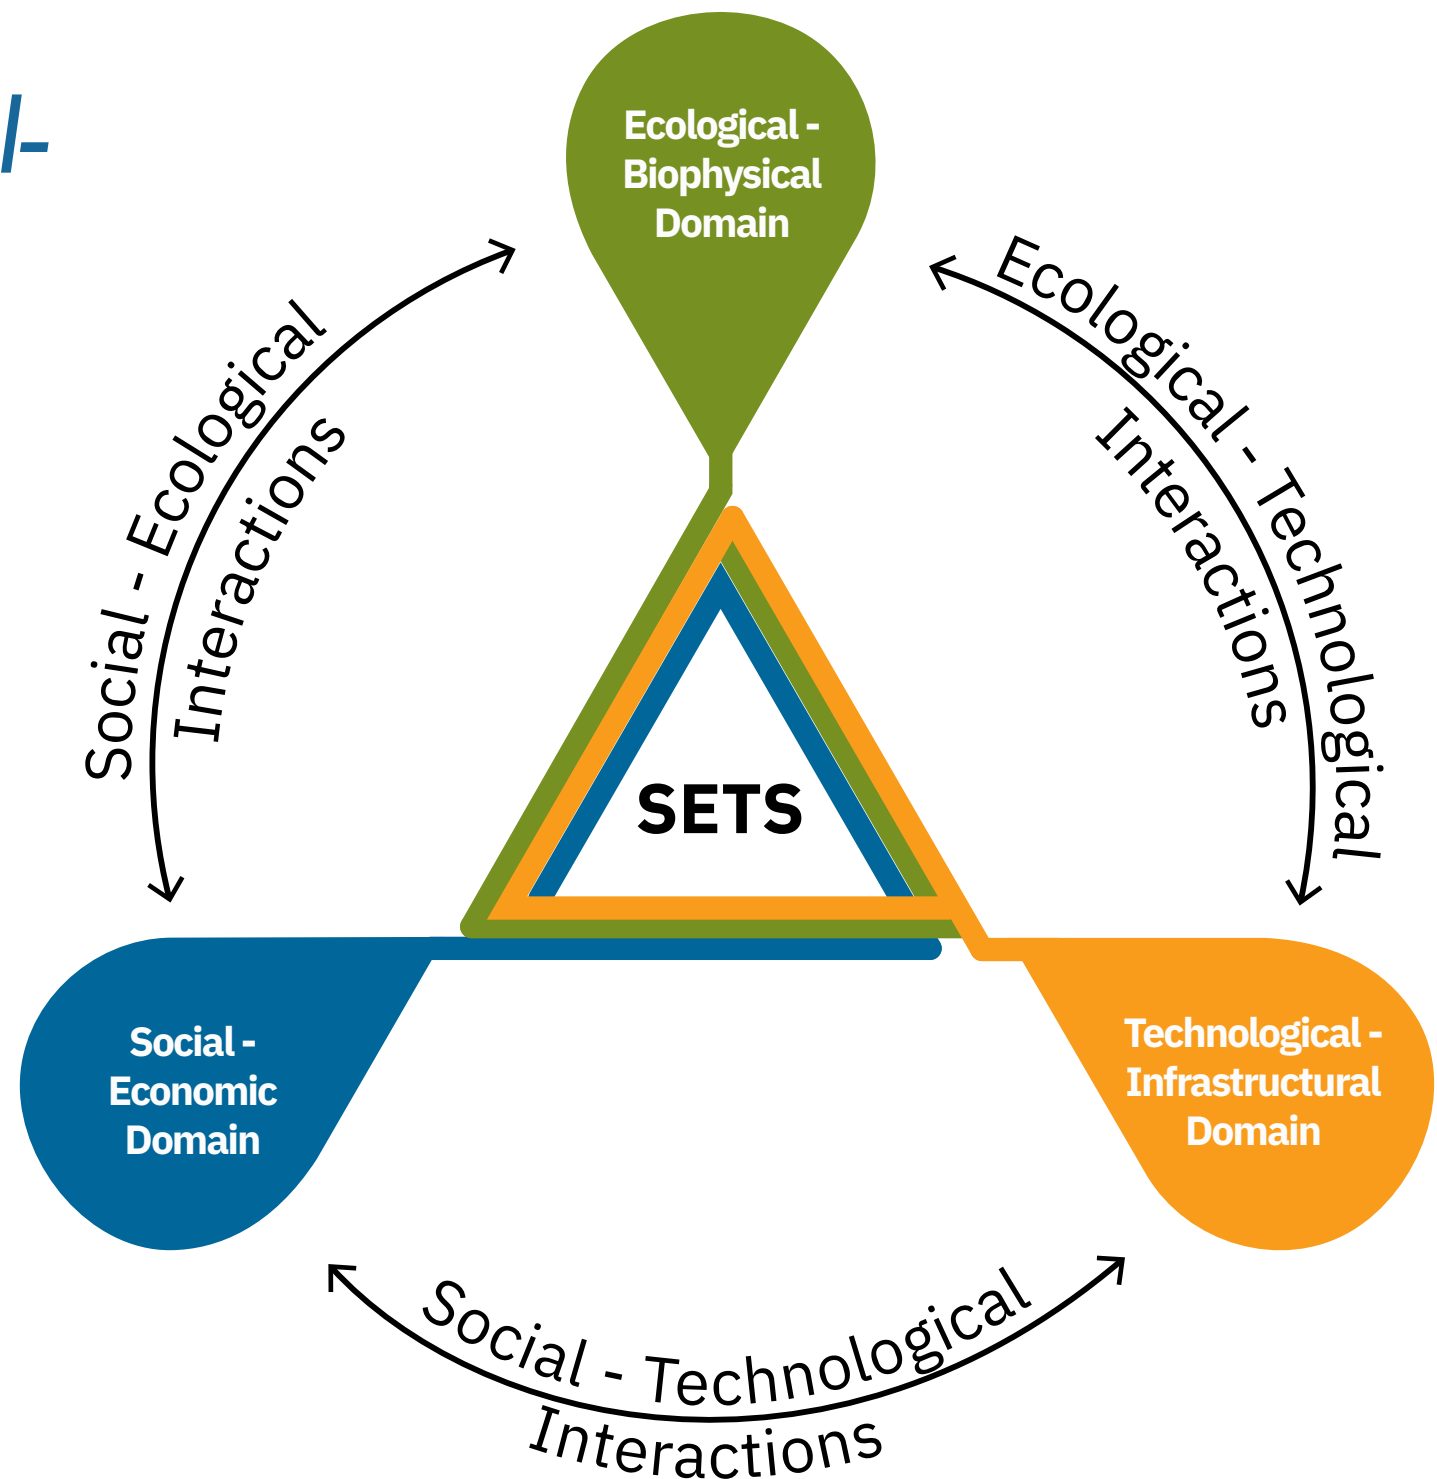 l-
Ecological -
Biophysical
Domain
Social - Ecological
Interactions
Ecological - Technological
Interactions
SETS
Social -
Economic
Domain
Technological -
Infrastructural
Domain
Social - Technological
Interactions